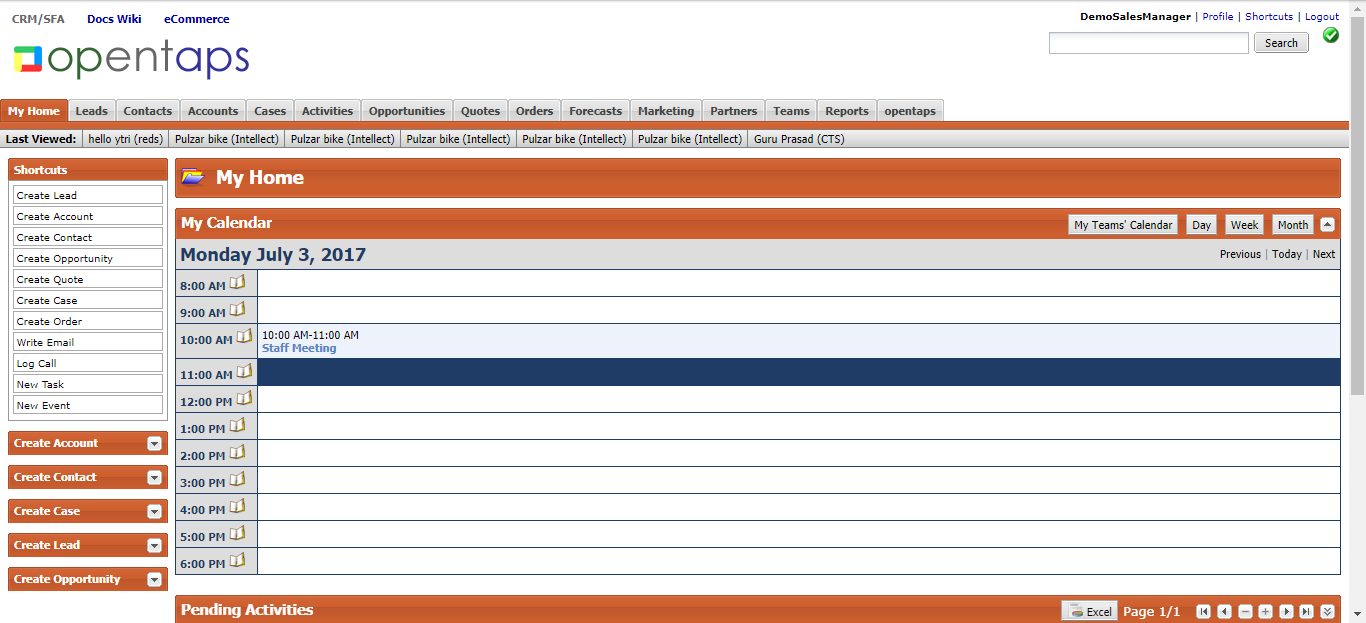 CRM/SFA Docs Wiki eCommerce
DemoSalesManager | Profile | Shortcuts | Logout
opentaps
Search
My Home Leads Contacts Accounts Cases Activities Opportunities Quotes Orders Forecasts Marketing Partners Teams Reports opentaps
Last Viewed: hello ytri (reds) Pulzar bike (Intellect) Pulzar bike (Intellect) Pulzar bike (Intellect) Pulzar bike (Intellect) Pulzar bike (Intellect) Guru Prasad (CTS)
Shortcuts
Create Lead
Create Account
Create Contact
Create Opportunity
Create Quote
Create Case
Create Order
Write Email
Log Call
New Task
New Event
Create Account
Create Contact
Create Case
Create Lead
Create Opportunity
My Home
My Calendar My Teams' Calendar Day Week Month
Monday July 3, 2017 Previous | Today | Next
8:00 AM
9:00 AM
10:00 AM 10:00 AM-11:00 AM
Staff Meeting
11:00 AM
12:00 PM
1:00 PM
2:00 PM
3:00 PM
4:00 PM
5:00 PM
6:00 PM
Pending Activities Excel Page 1/1